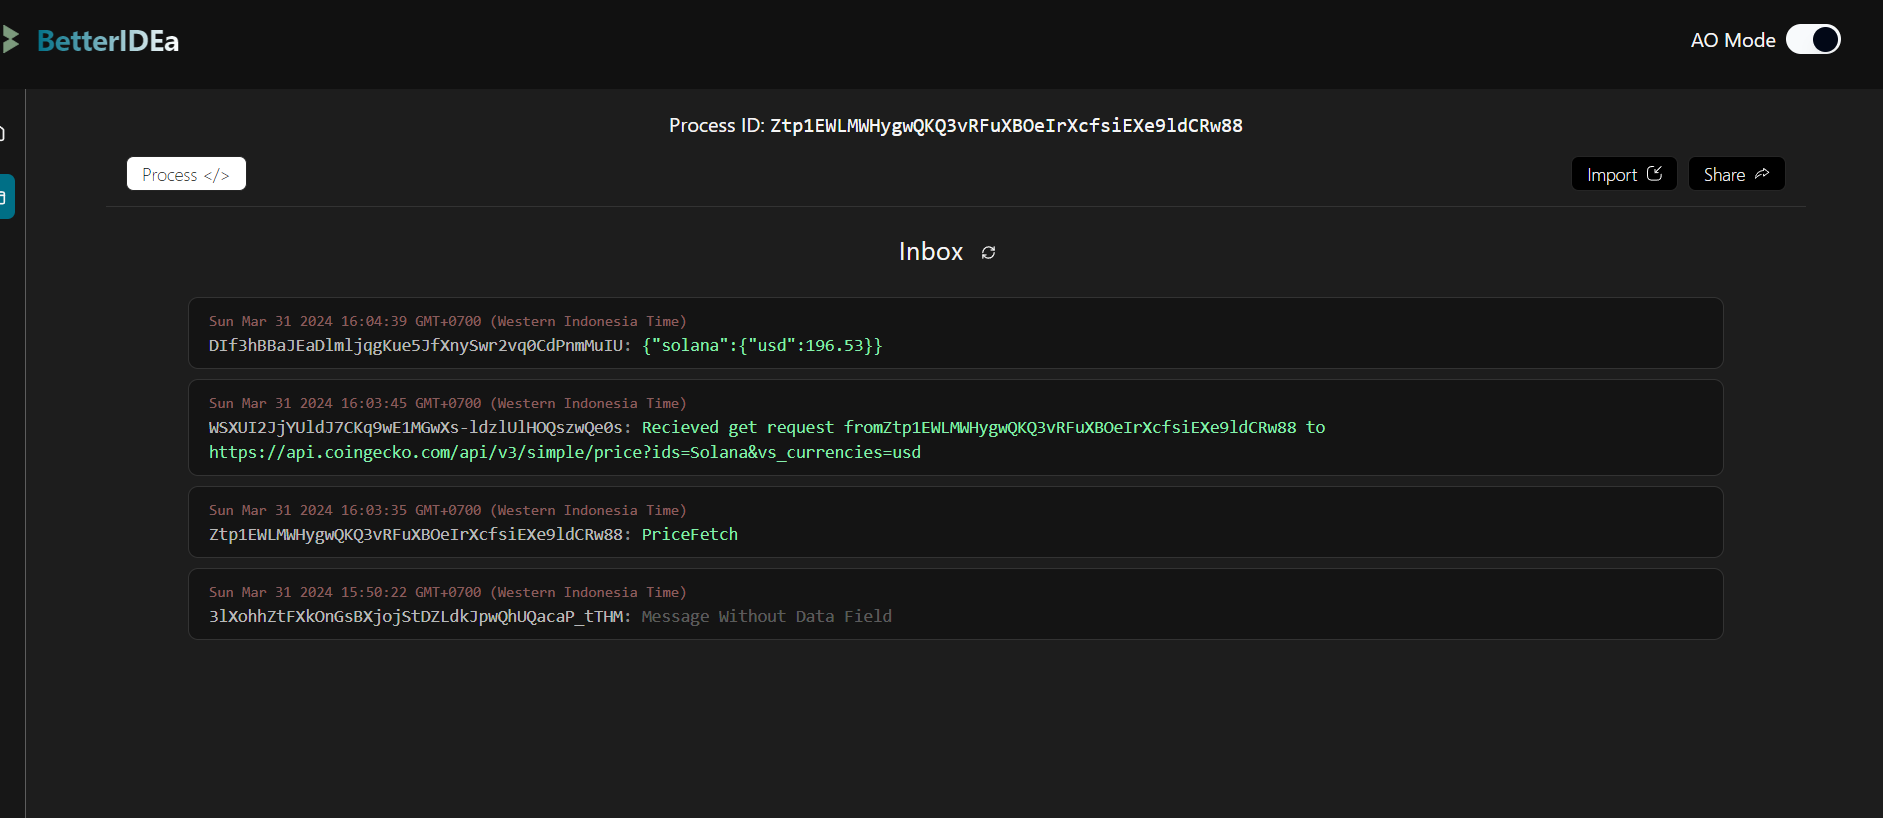 BetterIDEa
AO Mode
Process ID: Ztp1EWLMWHygwQKQ3vRFuXBOeIrXcfsiEXe9ldCRw88
Process </>
Import
Share
Inbox
Sun Mar 31 2024 16:04:39 GMT+0700 (Western Indonesia Time)
DIf3hBBaJEaDlmljqgKue5JfXnySwr2vq0CdPnmMuIU: {"solana":{"usd":196.53}}
Sun Mar 31 2024 16:03:45 GMT+0700 (Western Indonesia Time)
WSXUI2JjYUldJ7CKq9wE1MGwXs-ldzlUlHOQszwQe0s: Recieved get request fromZtp1EWLMWHygwQKQ3vRFuXBOeIrXcfsiEXe9ldCRw88 to
https://api.coingecko.com/api/v3/simple/price?ids=Solana&vs_currencies=usd
Sun Mar 31 2024 16:03:35 GMT+0700 (Western Indonesia Time)
Ztp1EWLMWHygwQKQ3vRFuXBOeIrXcfsiEXe9ldCRw88: PriceFetch
Sun Mar 31 2024 15:50:22 GMT+0700 (Western Indonesia Time)
3lXohhZtFXkOnGsBXjojStDZLdkJpwQhUQacaP_tTHM: Message Without Data Field